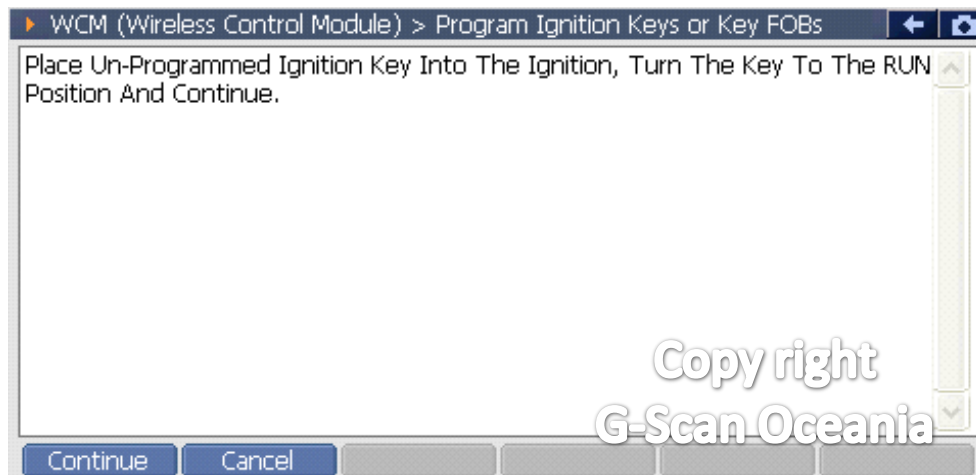 WCM (Wireless Control Module) > Program Ignition Keys or Key FOBs
Place Un-Programmed Ignition Key Into The Ignition, Turn The Key To The RUN
Position And Continue.
Copy right
G-Scan Oceania
Continue
Cancel